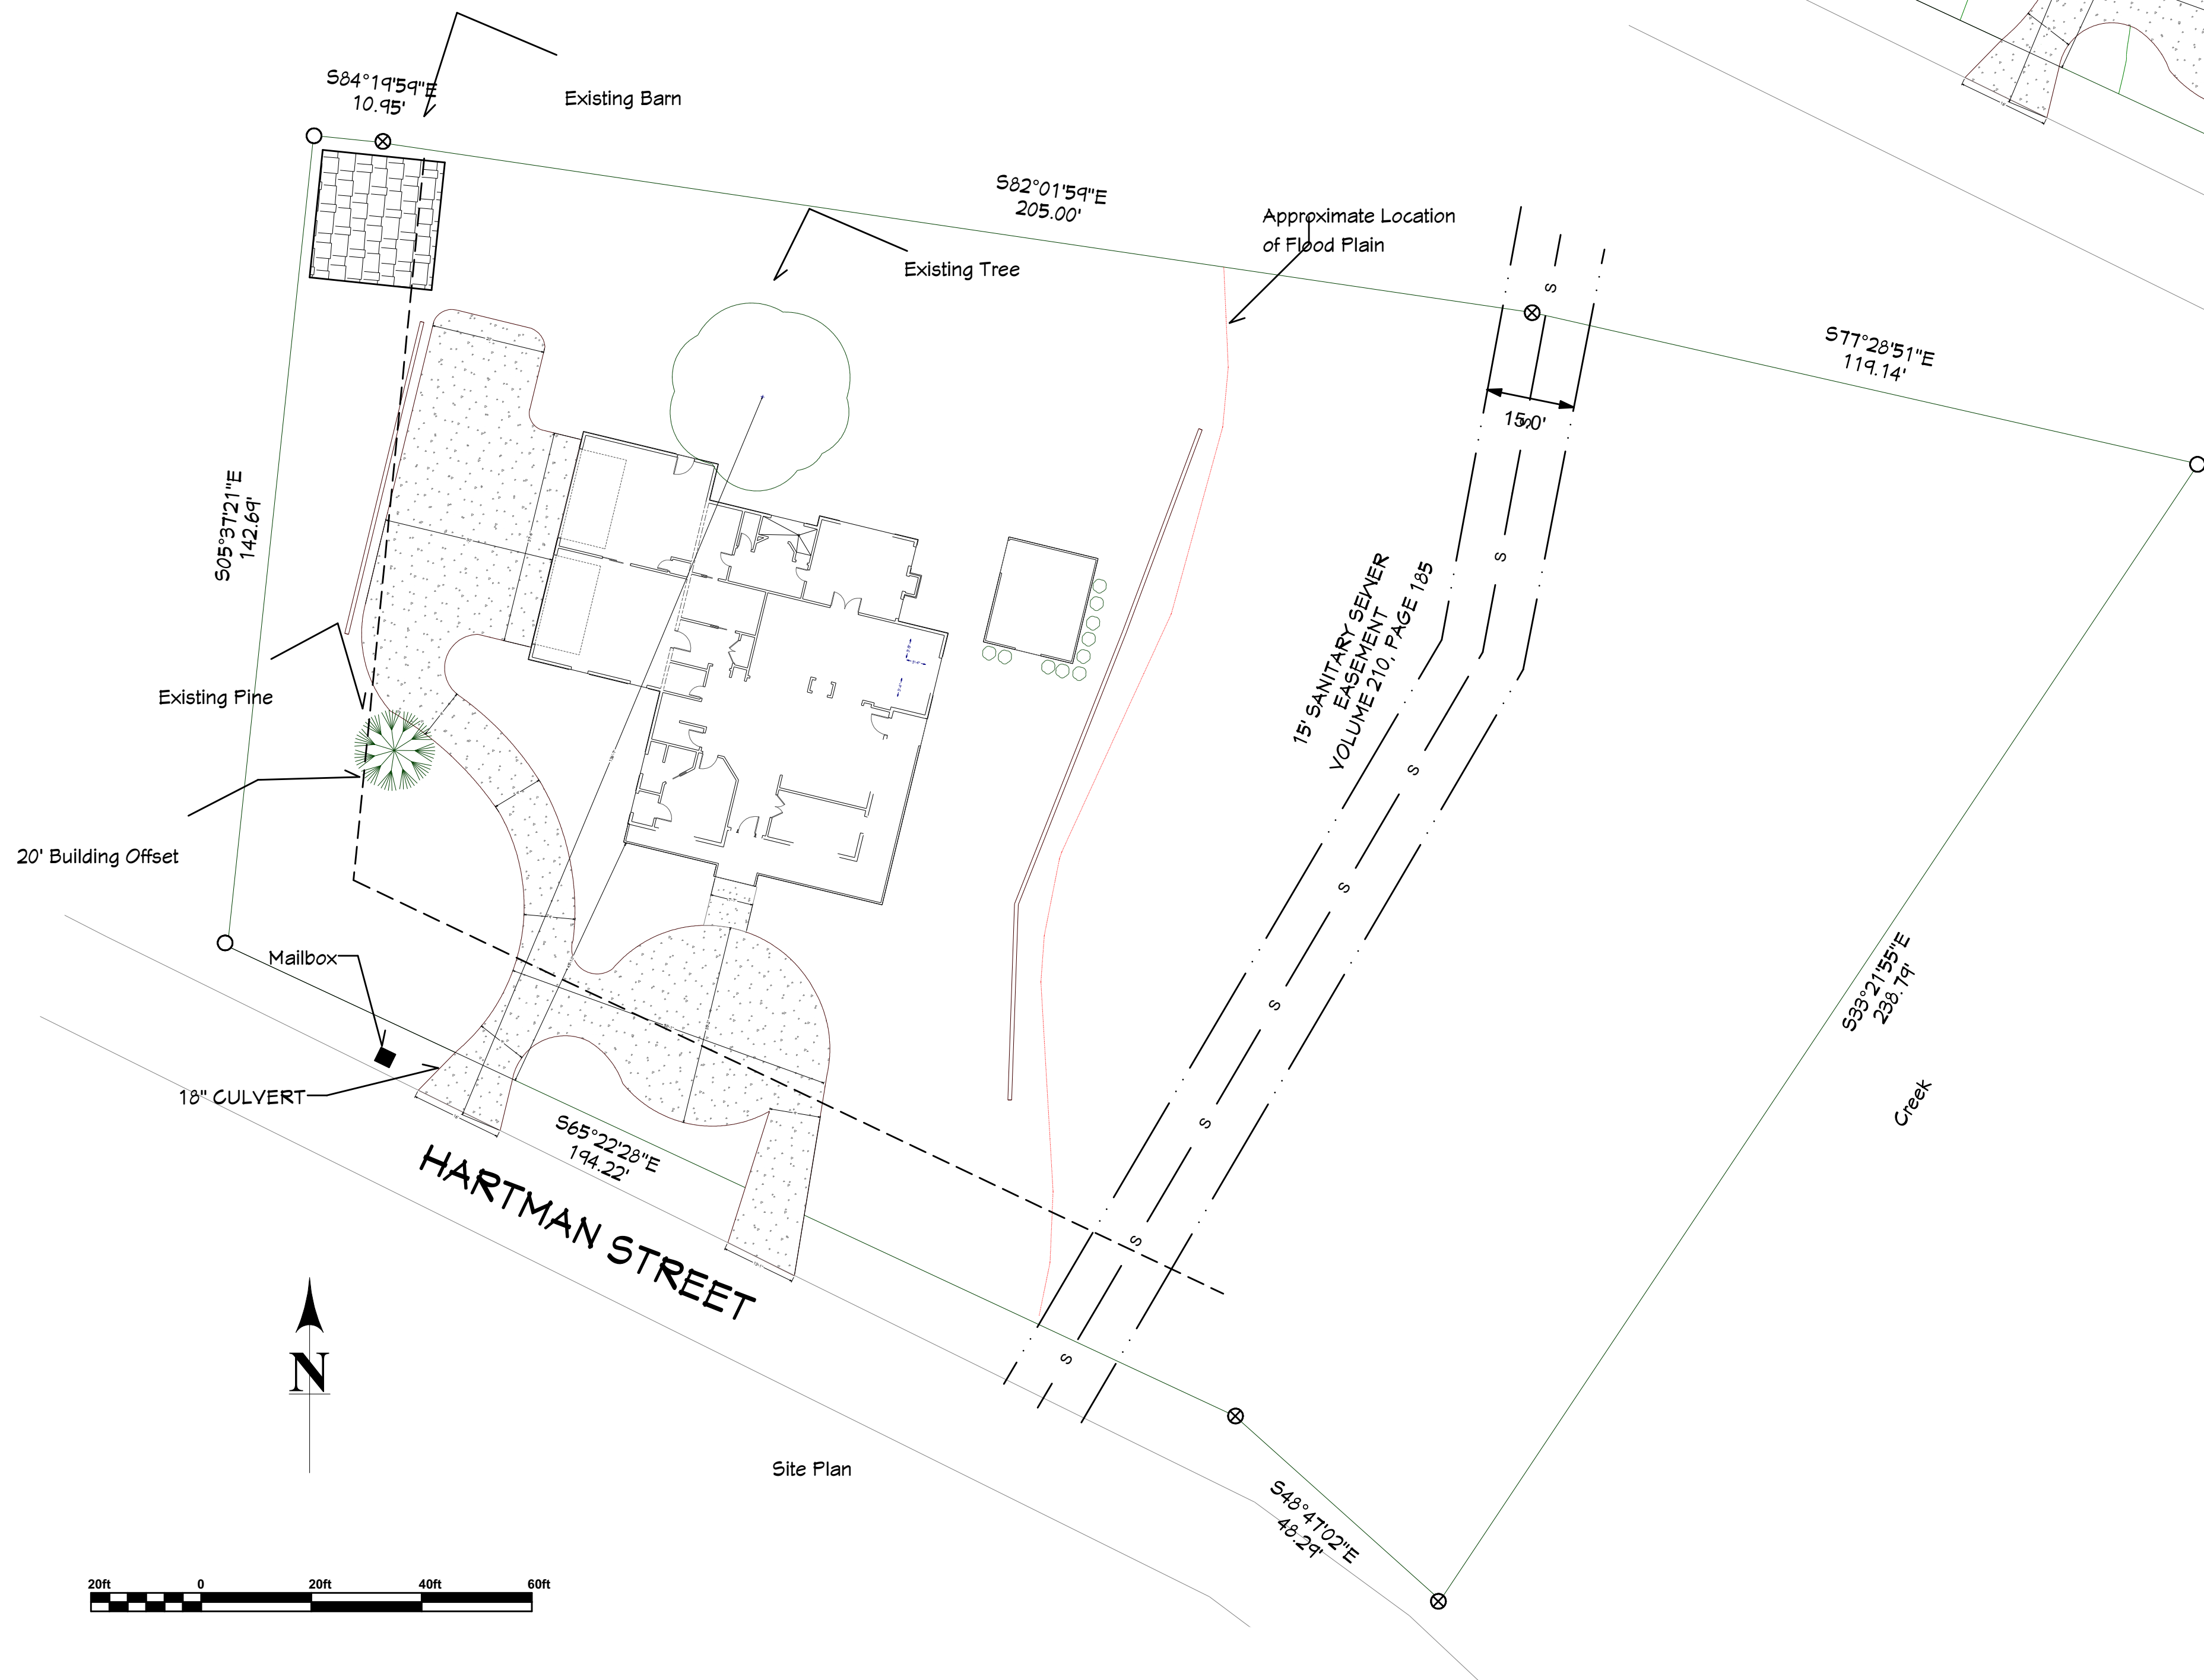 S84°19'59"E
10.95'
Existing Barn
S82°01'59"E
205.00'
Approximate Location
of Flood Plain
Existing Tree
S
S77°28'51"E
119.14'
15.0'
S
S05°37'21"E
142.69'
15' SANITARY SEWER
EASEMENT
VOLUME 210, PAGE 185
S
Existing Pine
S
20' Building Offset
S
Mailbox
S33°21'55"E
238.79'
S
18" CULVERT
Creek
S
S65°22'28"E
194.22'
HARTMAN STREET
S
S
N
Site Plan
S48°47'02"E
48.29'
20ft 0 20ft 40ft 60ft